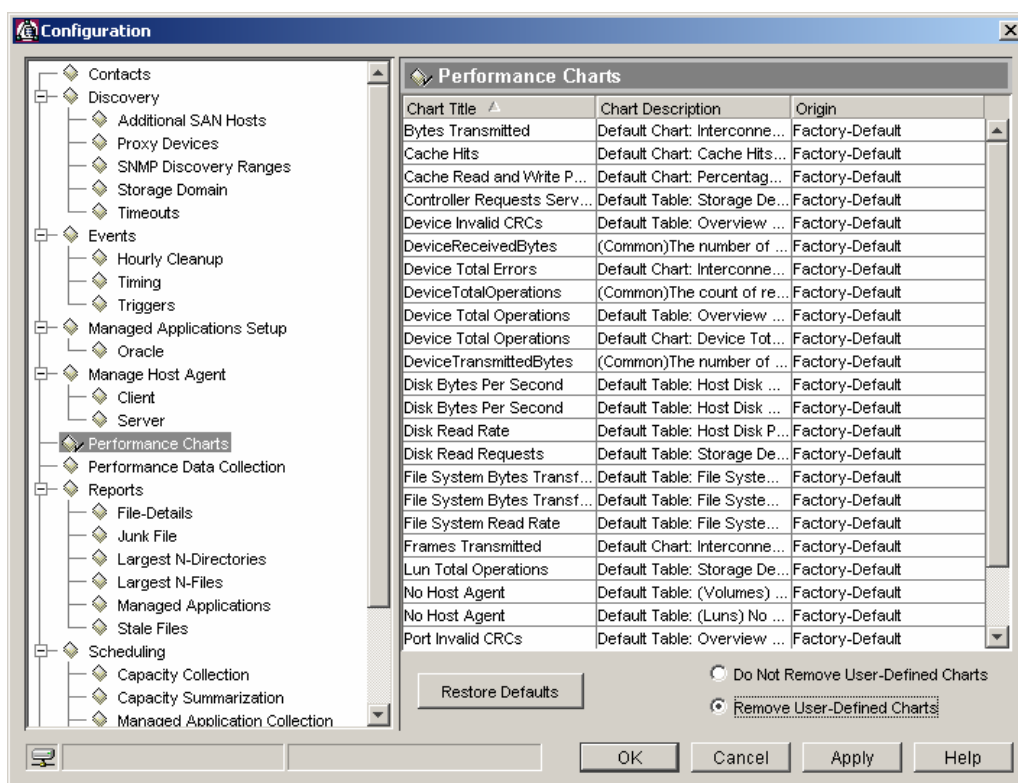 Configuration
Contacts
Discovery
Additional SAN Hosts
Proxy Devices
SNMP Discovery Ranges
Storage Domain
Timeouts
Events
Hourly Cleanup
Timing
Triggers
Managed Applications Setup
Oracle
Manage Host Agent
Client
Server
Performance Charts
Performance Data Collection
Reports
File-Details
Junk File
Largest N-Directories
Largest N-Files
Managed Applications
Stale Files
Scheduling
Capacity Collection
Capacity Summarization
Managed Application Collection
Performance Charts
Chart Title Chart Description Origin
Bytes Transmitted Default Chart: Interconne... Factory-Default
Cache Hits Default Chart: Cache Hits... Factory-Default
Cache Read and Write P... Default Chart: Percentag... Factory-Default
Controller Requests Serv... Default Table: Storage De... Factory-Default
Device Invalid CRCs Default Table: Overview ... Factory-Default
DeviceReceivedBytes (Common)The number of ... Factory-Default
Device Total Errors Default Chart: Interconne... Factory-Default
DeviceTotalOperations (Common)The count of re... Factory-Default
Device Total Operations Default Table: Overview ... Factory-Default
Device Total Operations Default Chart: Device Tot... Factory-Default
DeviceTransmittedBytes (Common)The number of ... Factory-Default
Disk Bytes Per Second Default Table: Host Disk ... Factory-Default
Disk Bytes Per Second Default Table: Host Disk ... Factory-Default
Disk Read Rate Default Table: Host Disk P... Factory-Default
Disk Read Requests Default Table: Storage De... Factory-Default
File System Bytes Transf... Default Table: File Syste... Factory-Default
File System Bytes Transf... Default Table: File Syste... Factory-Default
File System Read Rate Default Table: File Syste... Factory-Default
Frames Transmitted Default Chart: Interconne... Factory-Default
Lun Total Operations Default Table: Storage De... Factory-Default
No Host Agent Default Table: (Volumes) ... Factory-Default
No Host Agent Default Table: (Luns) No ... Factory-Default
Port Invalid CRCs Default Table: Overview ... Factory-Default
Restore Defaults
Do Not Remove User-Defined Charts
Remove User-Defined Charts
OK Cancel Apply Help